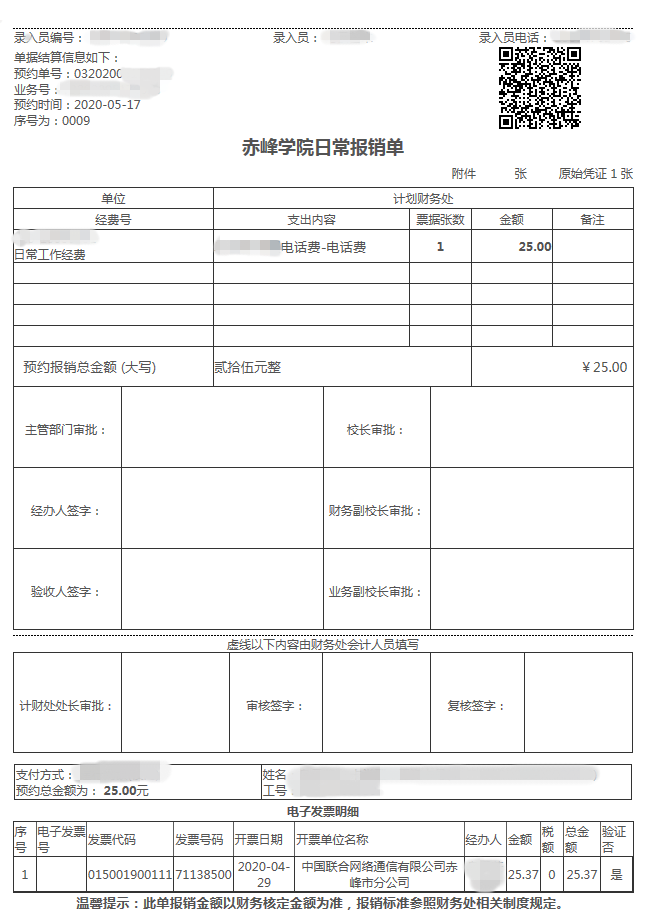 录入员编号：
录入员：
录入员电话：
单据结算信息如下：
预约单号：0320200
业务号：
预约时间：2020-05-17
序号为：0009
赤峰学院日常报销单
附件 张 原始凭证 1 张
单位 计划财务处
经费号 支出内容 票据张数 金额 备注
日常工作经费 电话费-电话费 1 25.00
预约报销总金额 (大写) 贰拾伍元整 ¥ 25.00
主管部门审批： 校长审批：
经办人签字： 财务副校长审批：
验收人签字： 业务副校长审批：
虚线以下内容由财务处会计人员填写
计财处处长审批： 审核签字： 复核签字：
支付方式： 姓名
预约总金额为：25.00元 工号
电子发票明细
序号 电子发票号 发票代码 发票号码 开票日期 开票单位名称 经办人 金额 税额 总金额 验证否
1 015001900111 71138500 2020-04-29 中国联合网络通信有限公司赤峰市分公司 25.37 0 25.37 是
温馨提示：此单报销金额以财务核定金额为准，报销标准参照财务处相关制度规定。